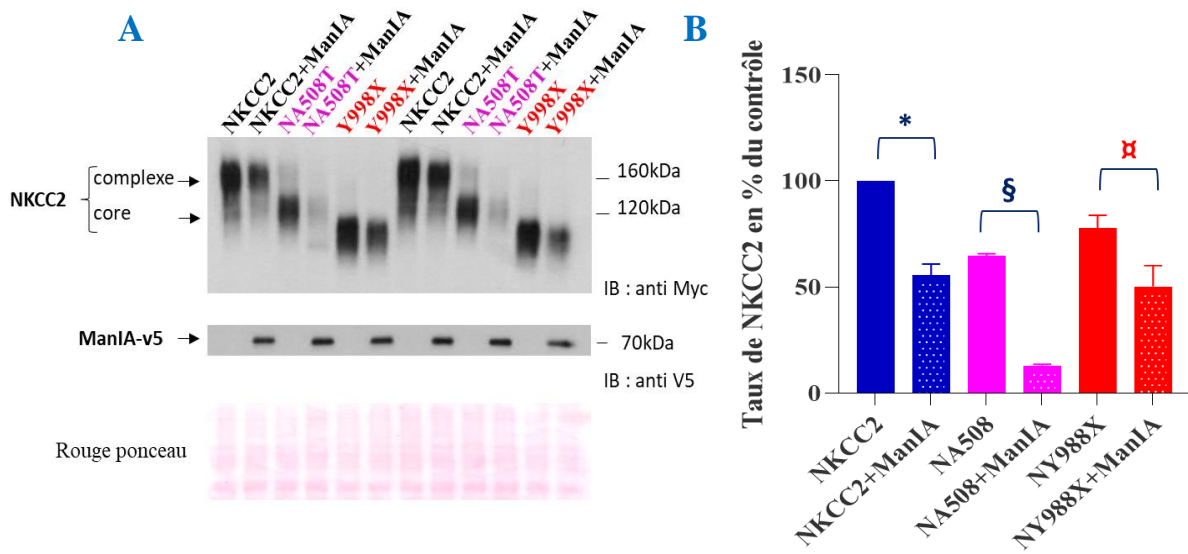 A
NKCC2
NKCC2+ManIA
NA508T
NA508T+ManIA
Y998X
Y998X+ManIA
NKCC2
NKCC2+ManIA
NA508T
NA508T+ManIA
Y998X
Y998X+ManIA
NKCC2
complexe
core
160kDa
120kDa
IB : anti Myc
ManIA-v5
70kDa
IB : anti V5
Rouge ponceau
B
Taux de NKCC2 en % du contrôle
150
100
50
0
*
§
¤
NKCC2
NKCC2+ManIA
NA508
NA508+ManIA
NY988X
NY988X+ManIA